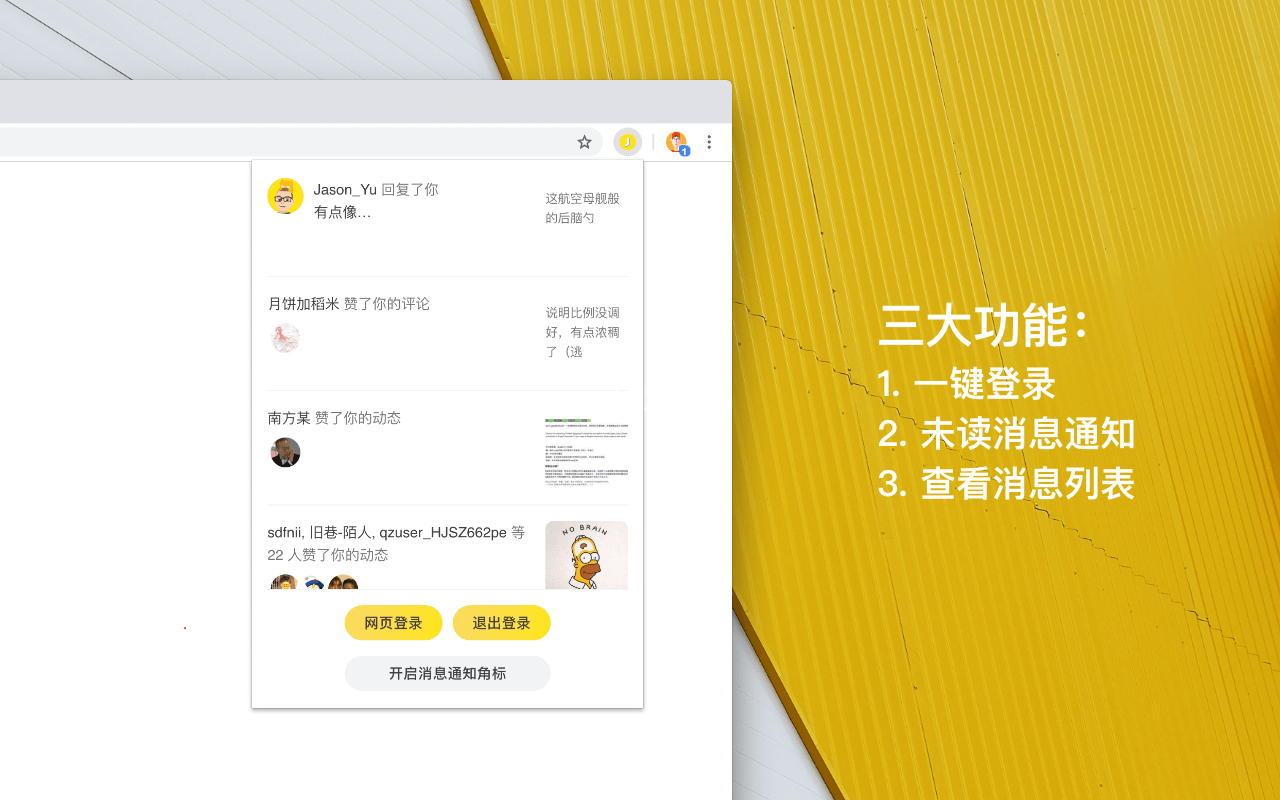 1
Jason_Yu 回复了你
有点像...
这航空母舰般
的后脑勺
月饼加稻米 赞了你的评论
说明比例没调
好，有点浓稠
了（逃
南方某 赞了你的动态
sdfnii, 旧巷-陌人, qzuser_HJSZ662pe 等
22 人赞了你的动态
NO BRAIN
网页登录
退出登录
开启消息通知角标
三大功能：
1. 一键登录
2. 未读消息通知
3. 查看消息列表